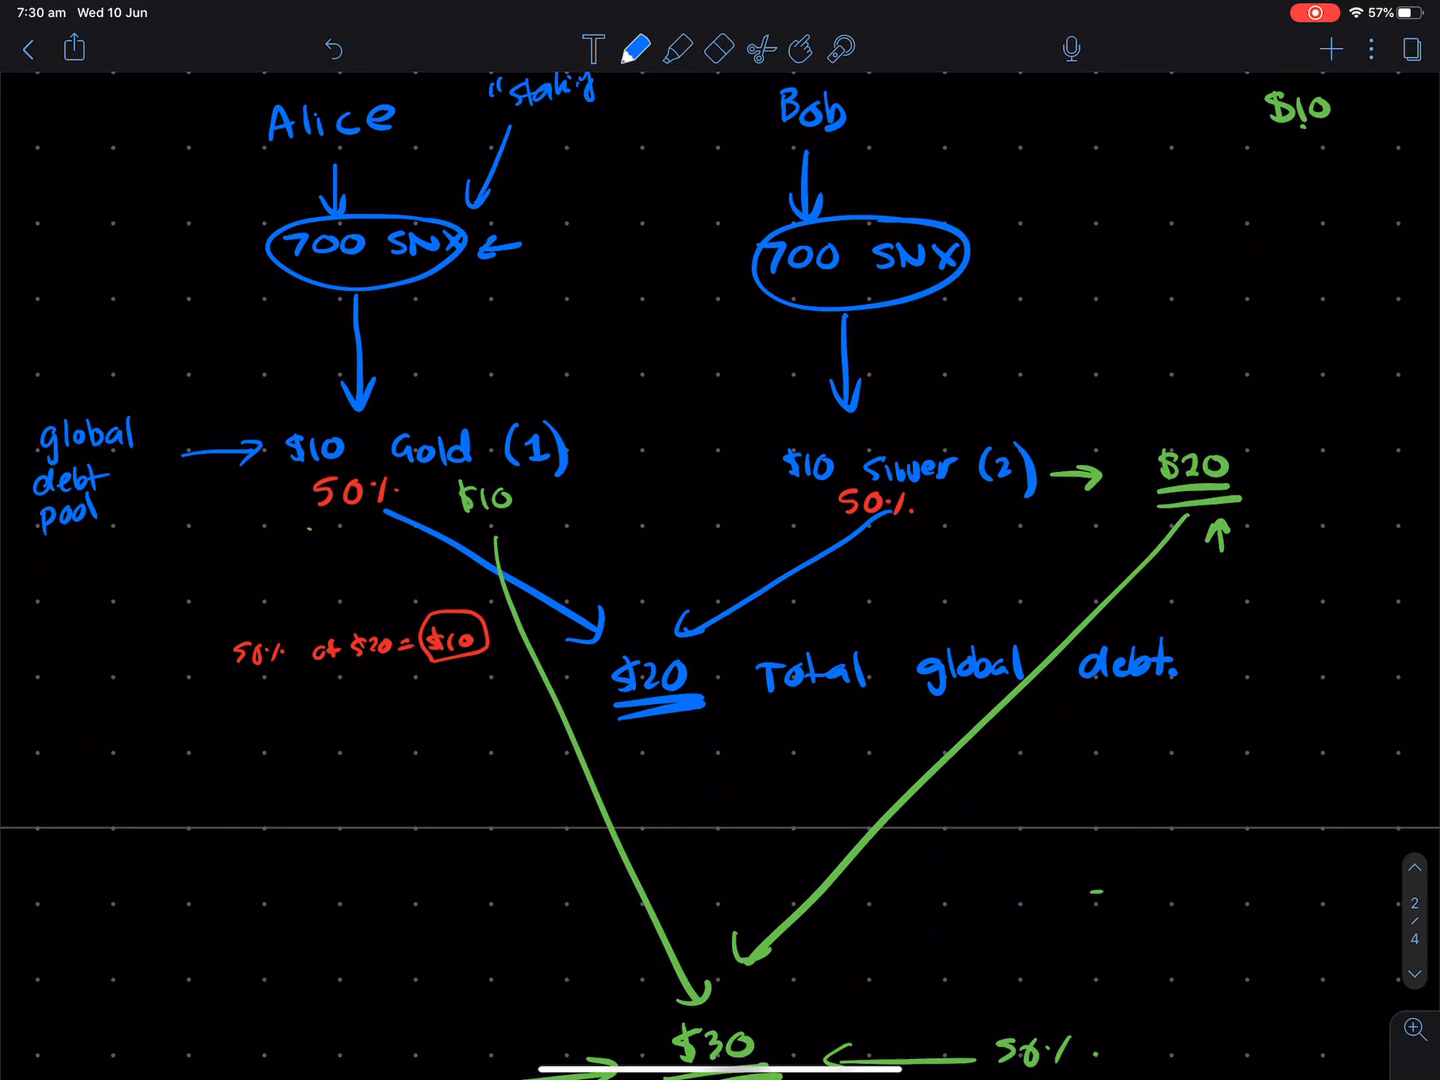 7:30 am Wed 10 Jun
57%
"staking
Alice
Bob
$10
700 SNX
700 SNX
global
debt
pool
$10 Gold (1)
50%
$10
$10 Silver (2)
50%
$20
50% of $20 = $10
$20 Total global debt.
2
/
4
$30
50%